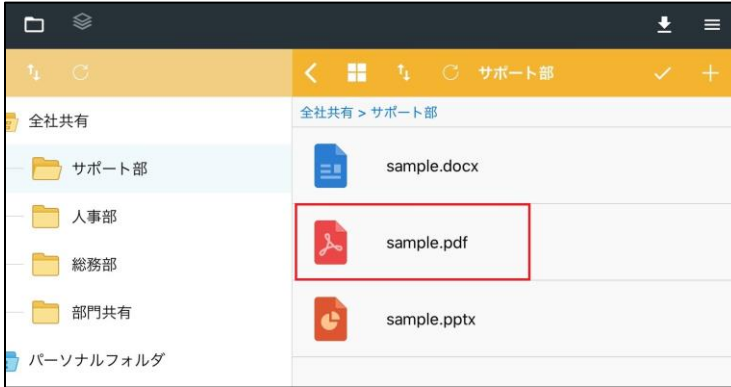 サポート部
全社共有
サポート部
人事部
総務部
部門共有
パーソナルフォルダ
全社共有 > サポート部
sample.docx
sample.pdf
sample.pptx